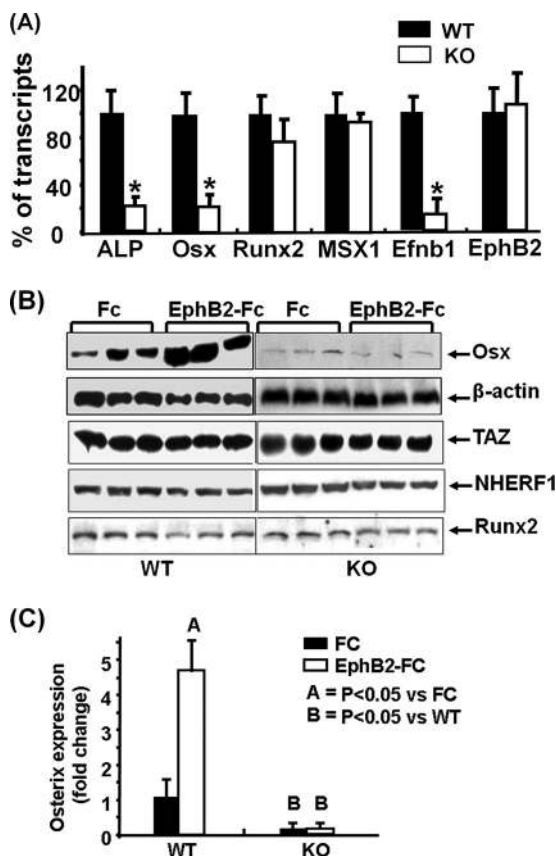 (A)
WT
KO
% of transcripts
120
80
40
0
* * *
ALP Osx Runx2 MSX1 Efnb1 EphB2
(B)
Fc EphB2-Fc Fc EphB2-Fc
Osx
β-actin
TAZ
NHERF1
Runx2
WT KO
(C)
Osterix expression
(fold change)
5
4
3
2
1
0
A
B B
FC
EphB2-FC
A = P<0.05 vs FC
B = P<0.05 vs WT
WT KO